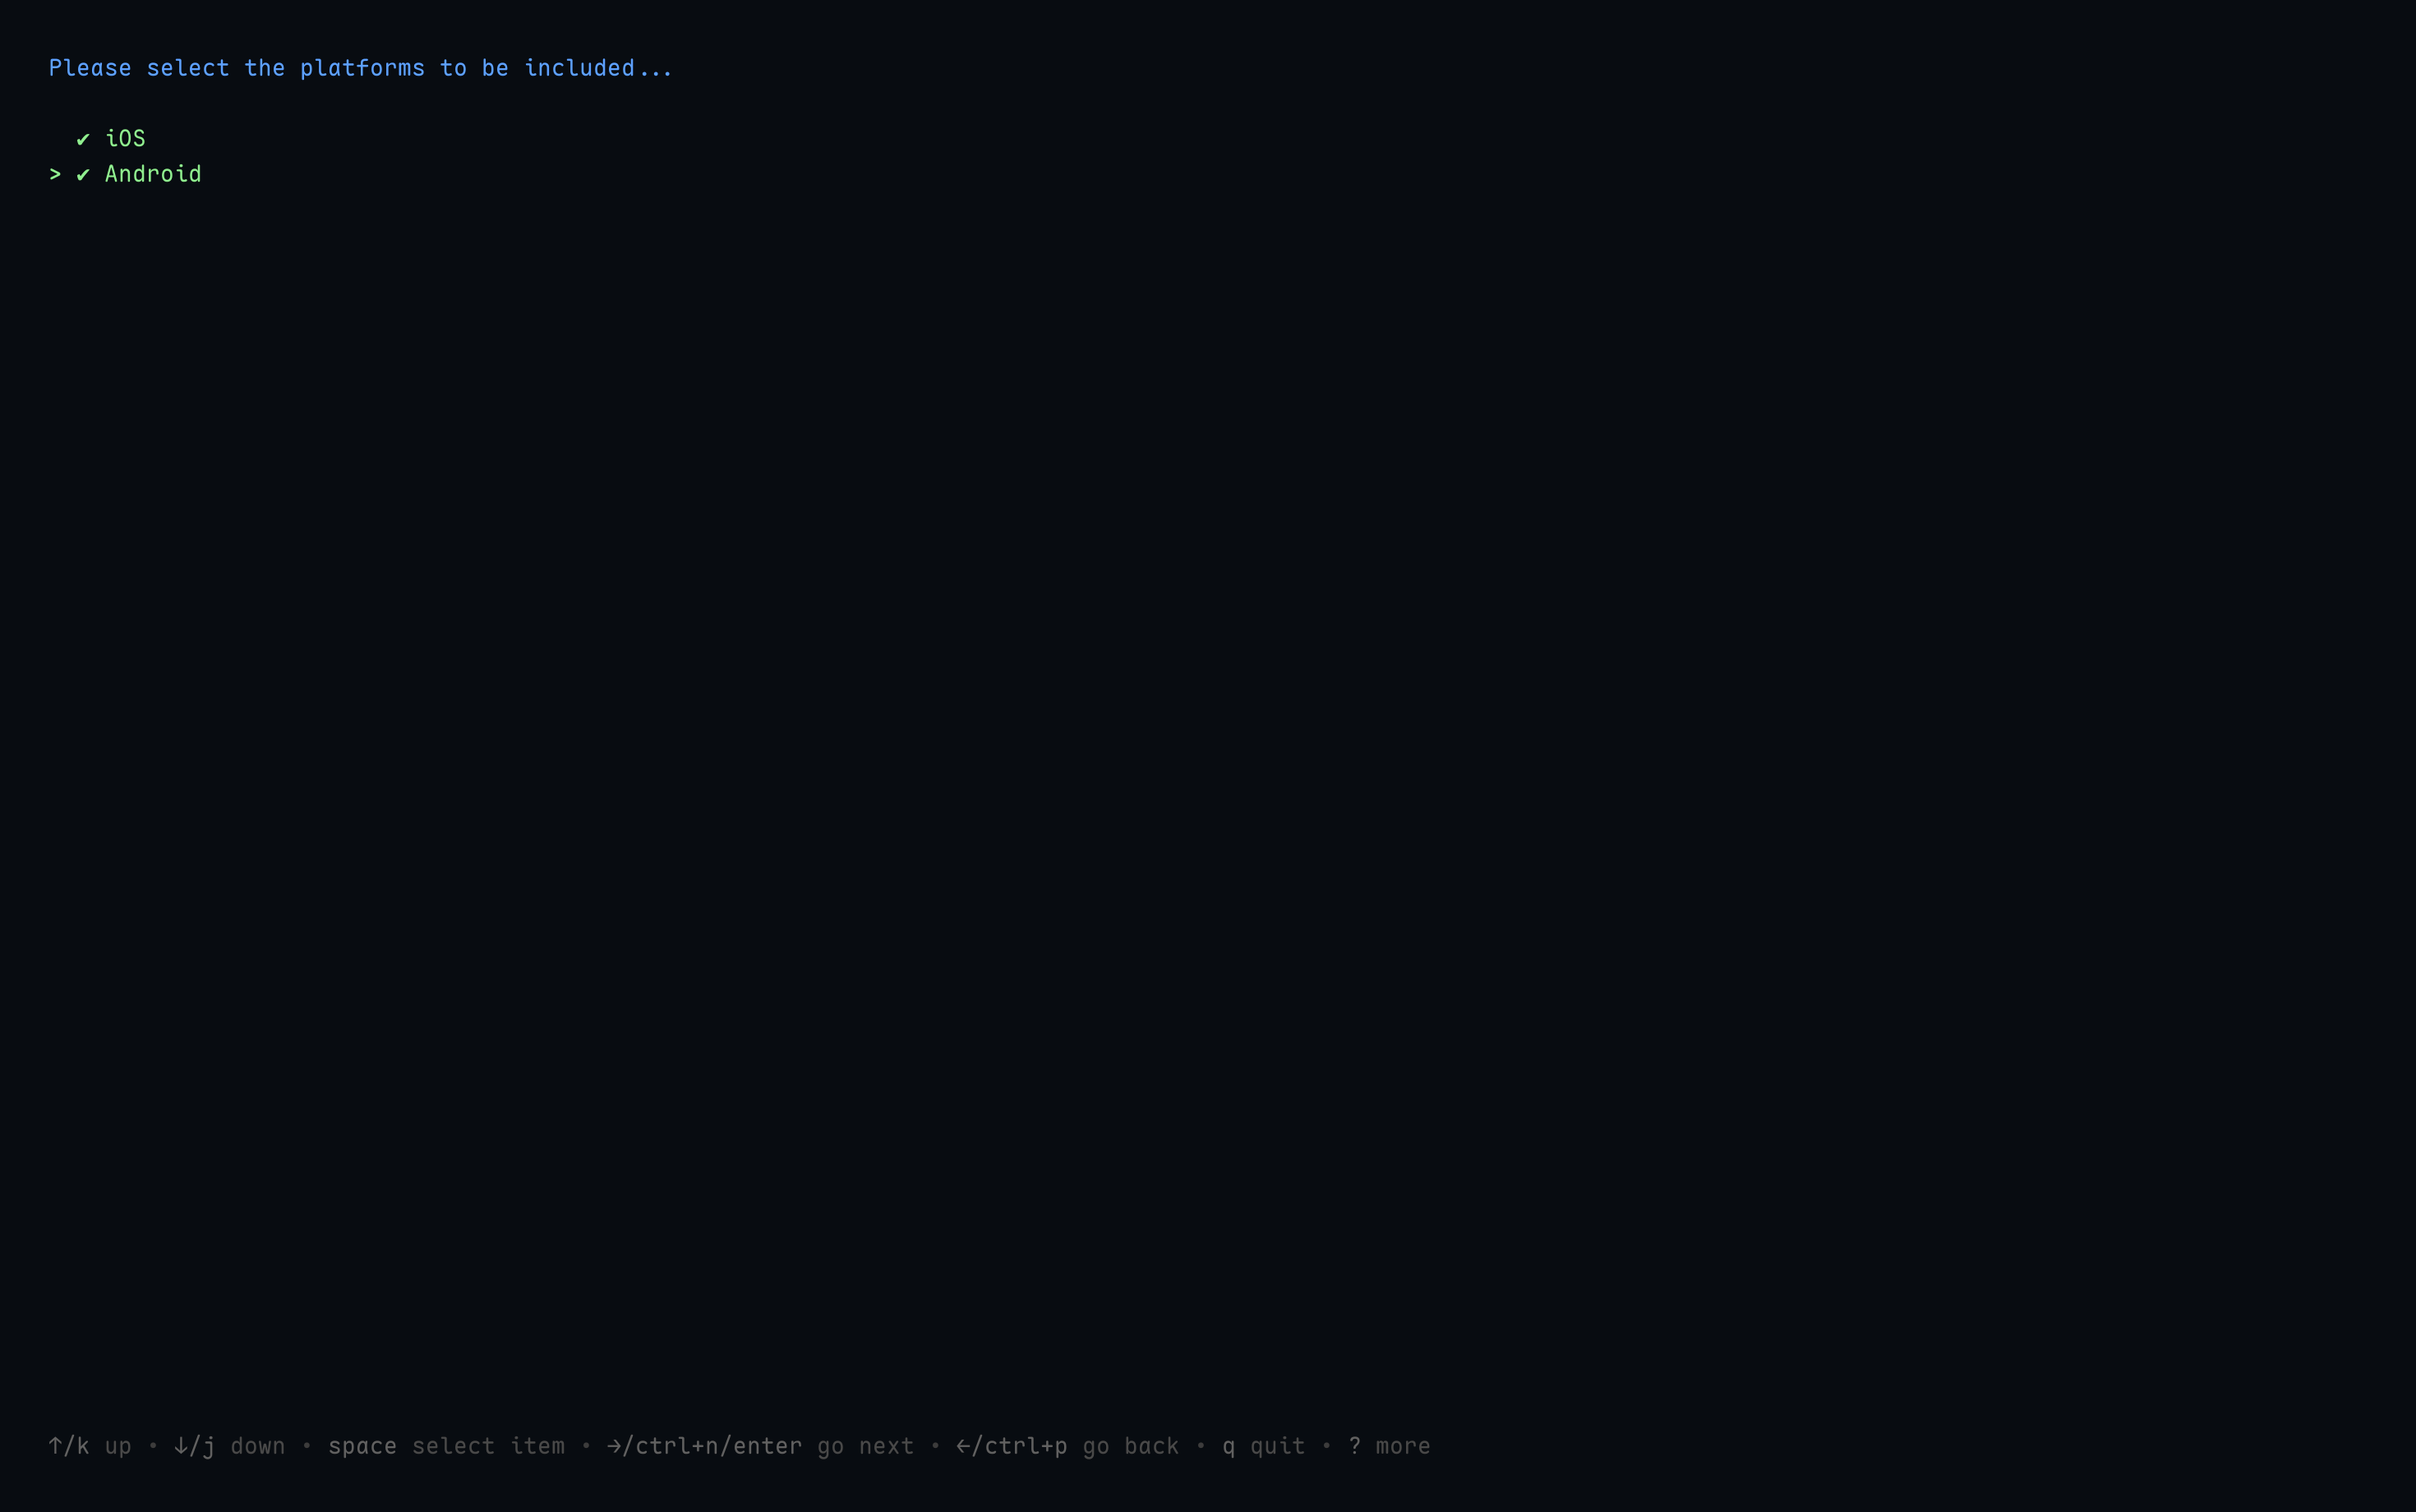 Please select the platforms to be included...
✔ iOS
> ✔ Android
↑/k up • ↓/j down • space select item • →/ctrl+n/enter go next • ←/ctrl+p go back • q quit • ? more